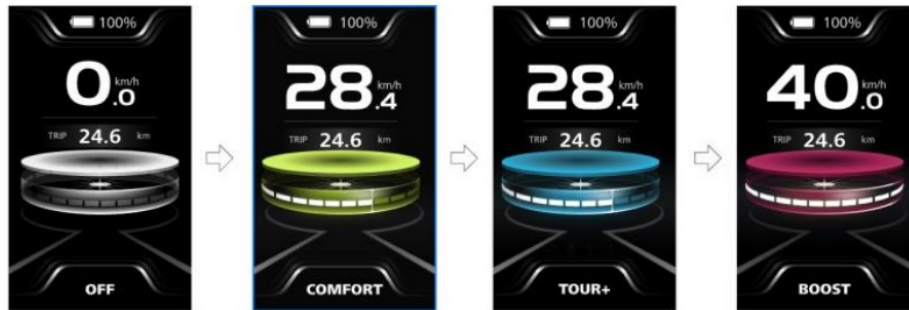 100%
0.0 km/h
TRIP 24.6 km
OFF
100%
28.4 km/h
TRIP 24.6 km
COMFORT
100%
28.4 km/h
TRIP 24.6 km
TOUR+
100%
40.0 km/h
TRIP 24.6 km
BOOST